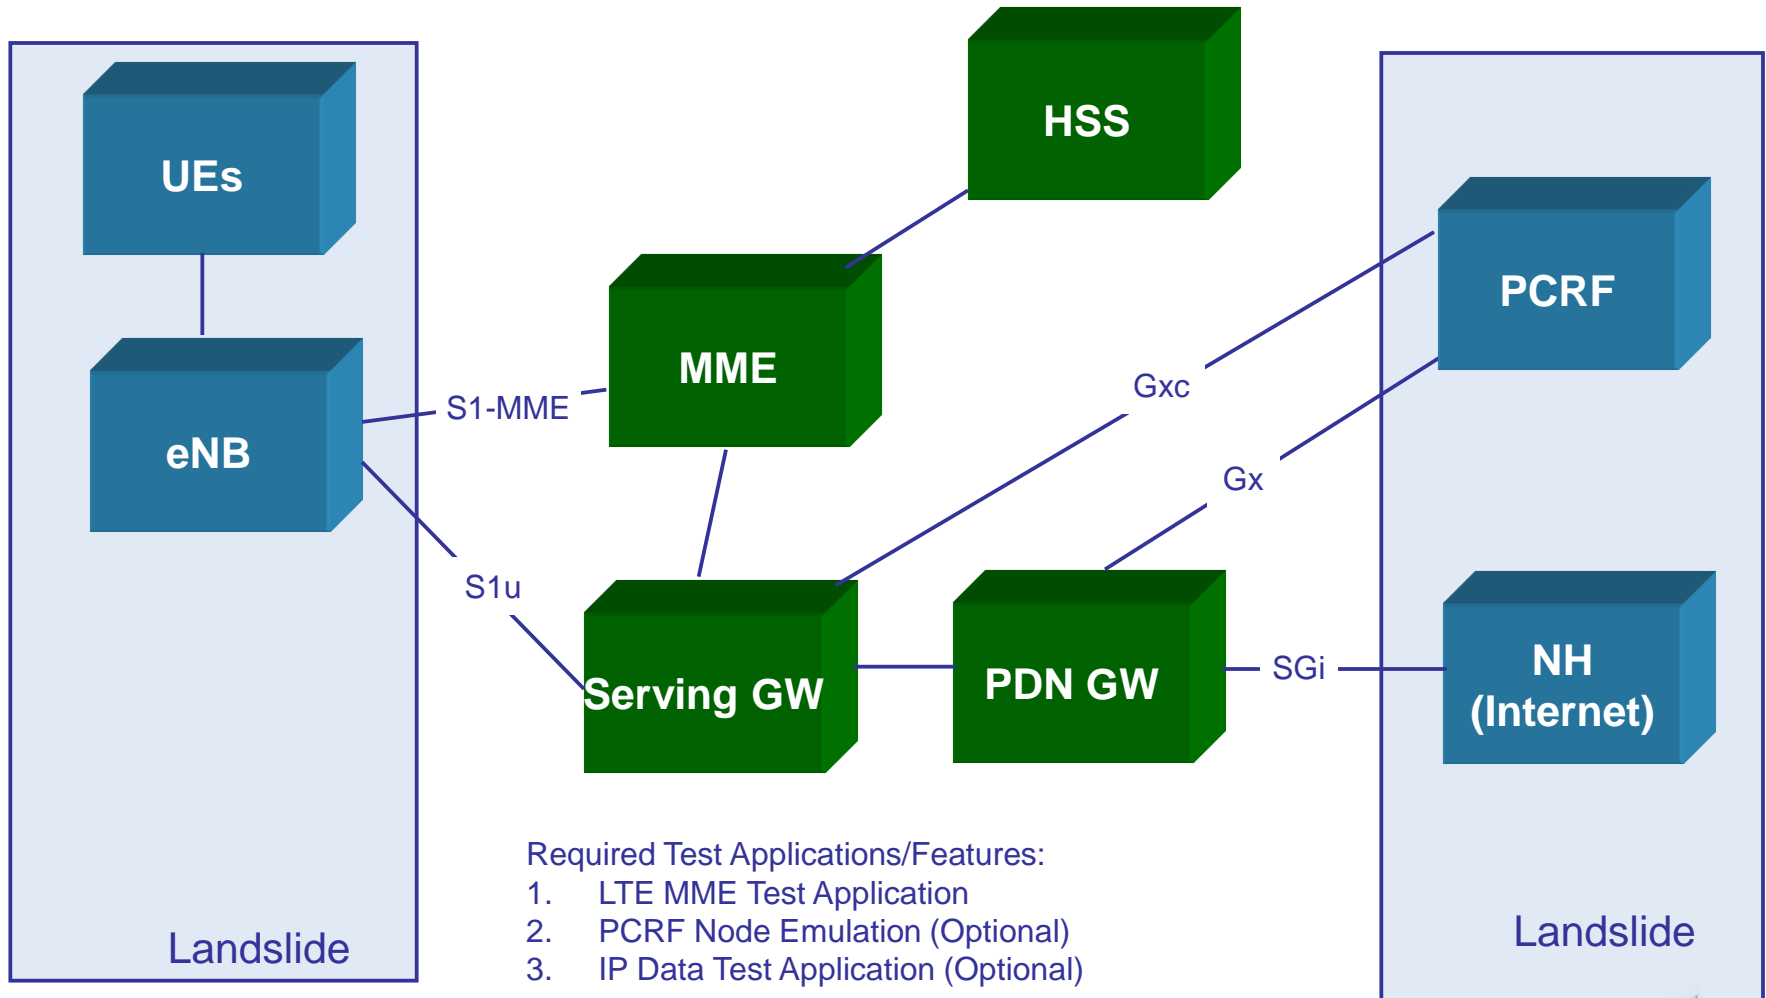 HSS
UEs
PCRF
MME
Gxc
S1-MME
eNB
Gx
S1u
Serving GW
PDN GW
SGi
NH
(Internet)
Required Test Applications/Features:
1. LTE MME Test Application
2. PCRF Node Emulation (Optional)
3. IP Data Test Application (Optional)
Landslide
Landslide